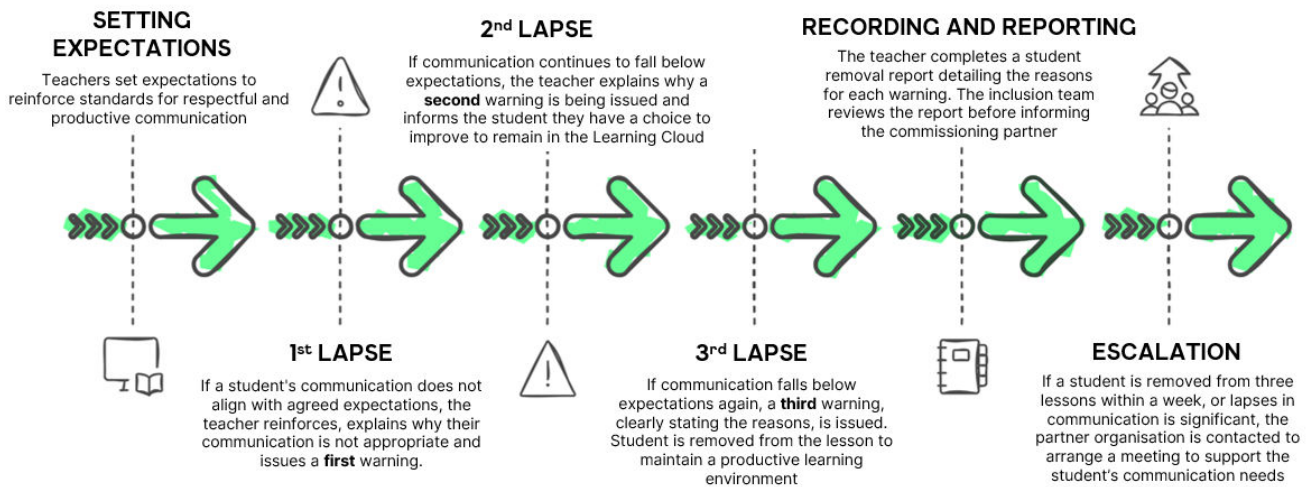 SETTING
EXPECTATIONS
Teachers set expectations to
reinforce standards for respectful and
productive communication
1st LAPSE
If a student's communication does not
align with agreed expectations, the
teacher reinforces, explains why their
communication is not appropriate and
issues a first warning.
2nd LAPSE
If communication continues to fall below
expectations, the teacher explains why a
second warning is being issued and
informs the student they have a choice to
improve to remain in the Learning Cloud
3rd LAPSE
If communication falls below
expectations again, a third warning,
clearly stating the reasons, is issued.
Student is removed from the lesson to
maintain a productive learning
environment
RECORDING AND REPORTING
The teacher completes a student
removal report detailing the reasons
for each warning. The inclusion team
reviews the report before informing
the commissioning partner
ESCALATION
If a student is removed from three
lessons within a week, or lapses in
communication is significant, the
partner organisation is contacted to
arrange a meeting to support the
student's communication needs